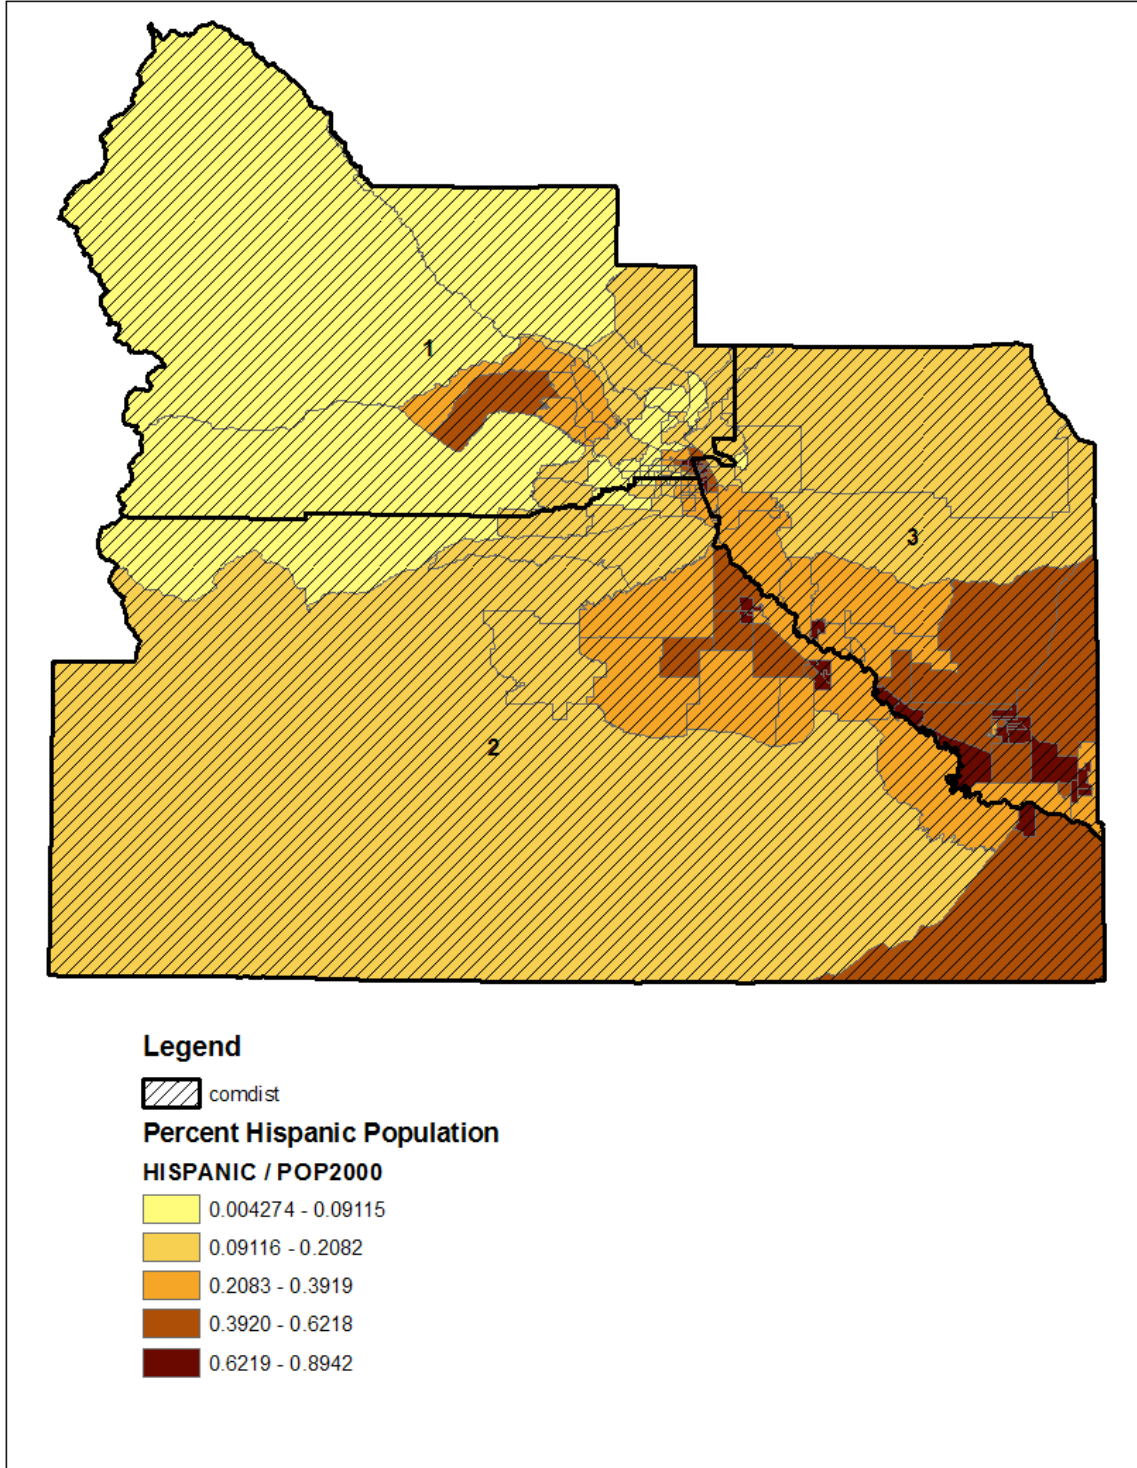 1
3
2
Legend
comdist
Percent Hispanic Population
HISPANIC / POP2000
0.004274 - 0.09115
0.09116 - 0.2082
0.2083 - 0.3919
0.3920 - 0.6218
0.6219 - 0.8942